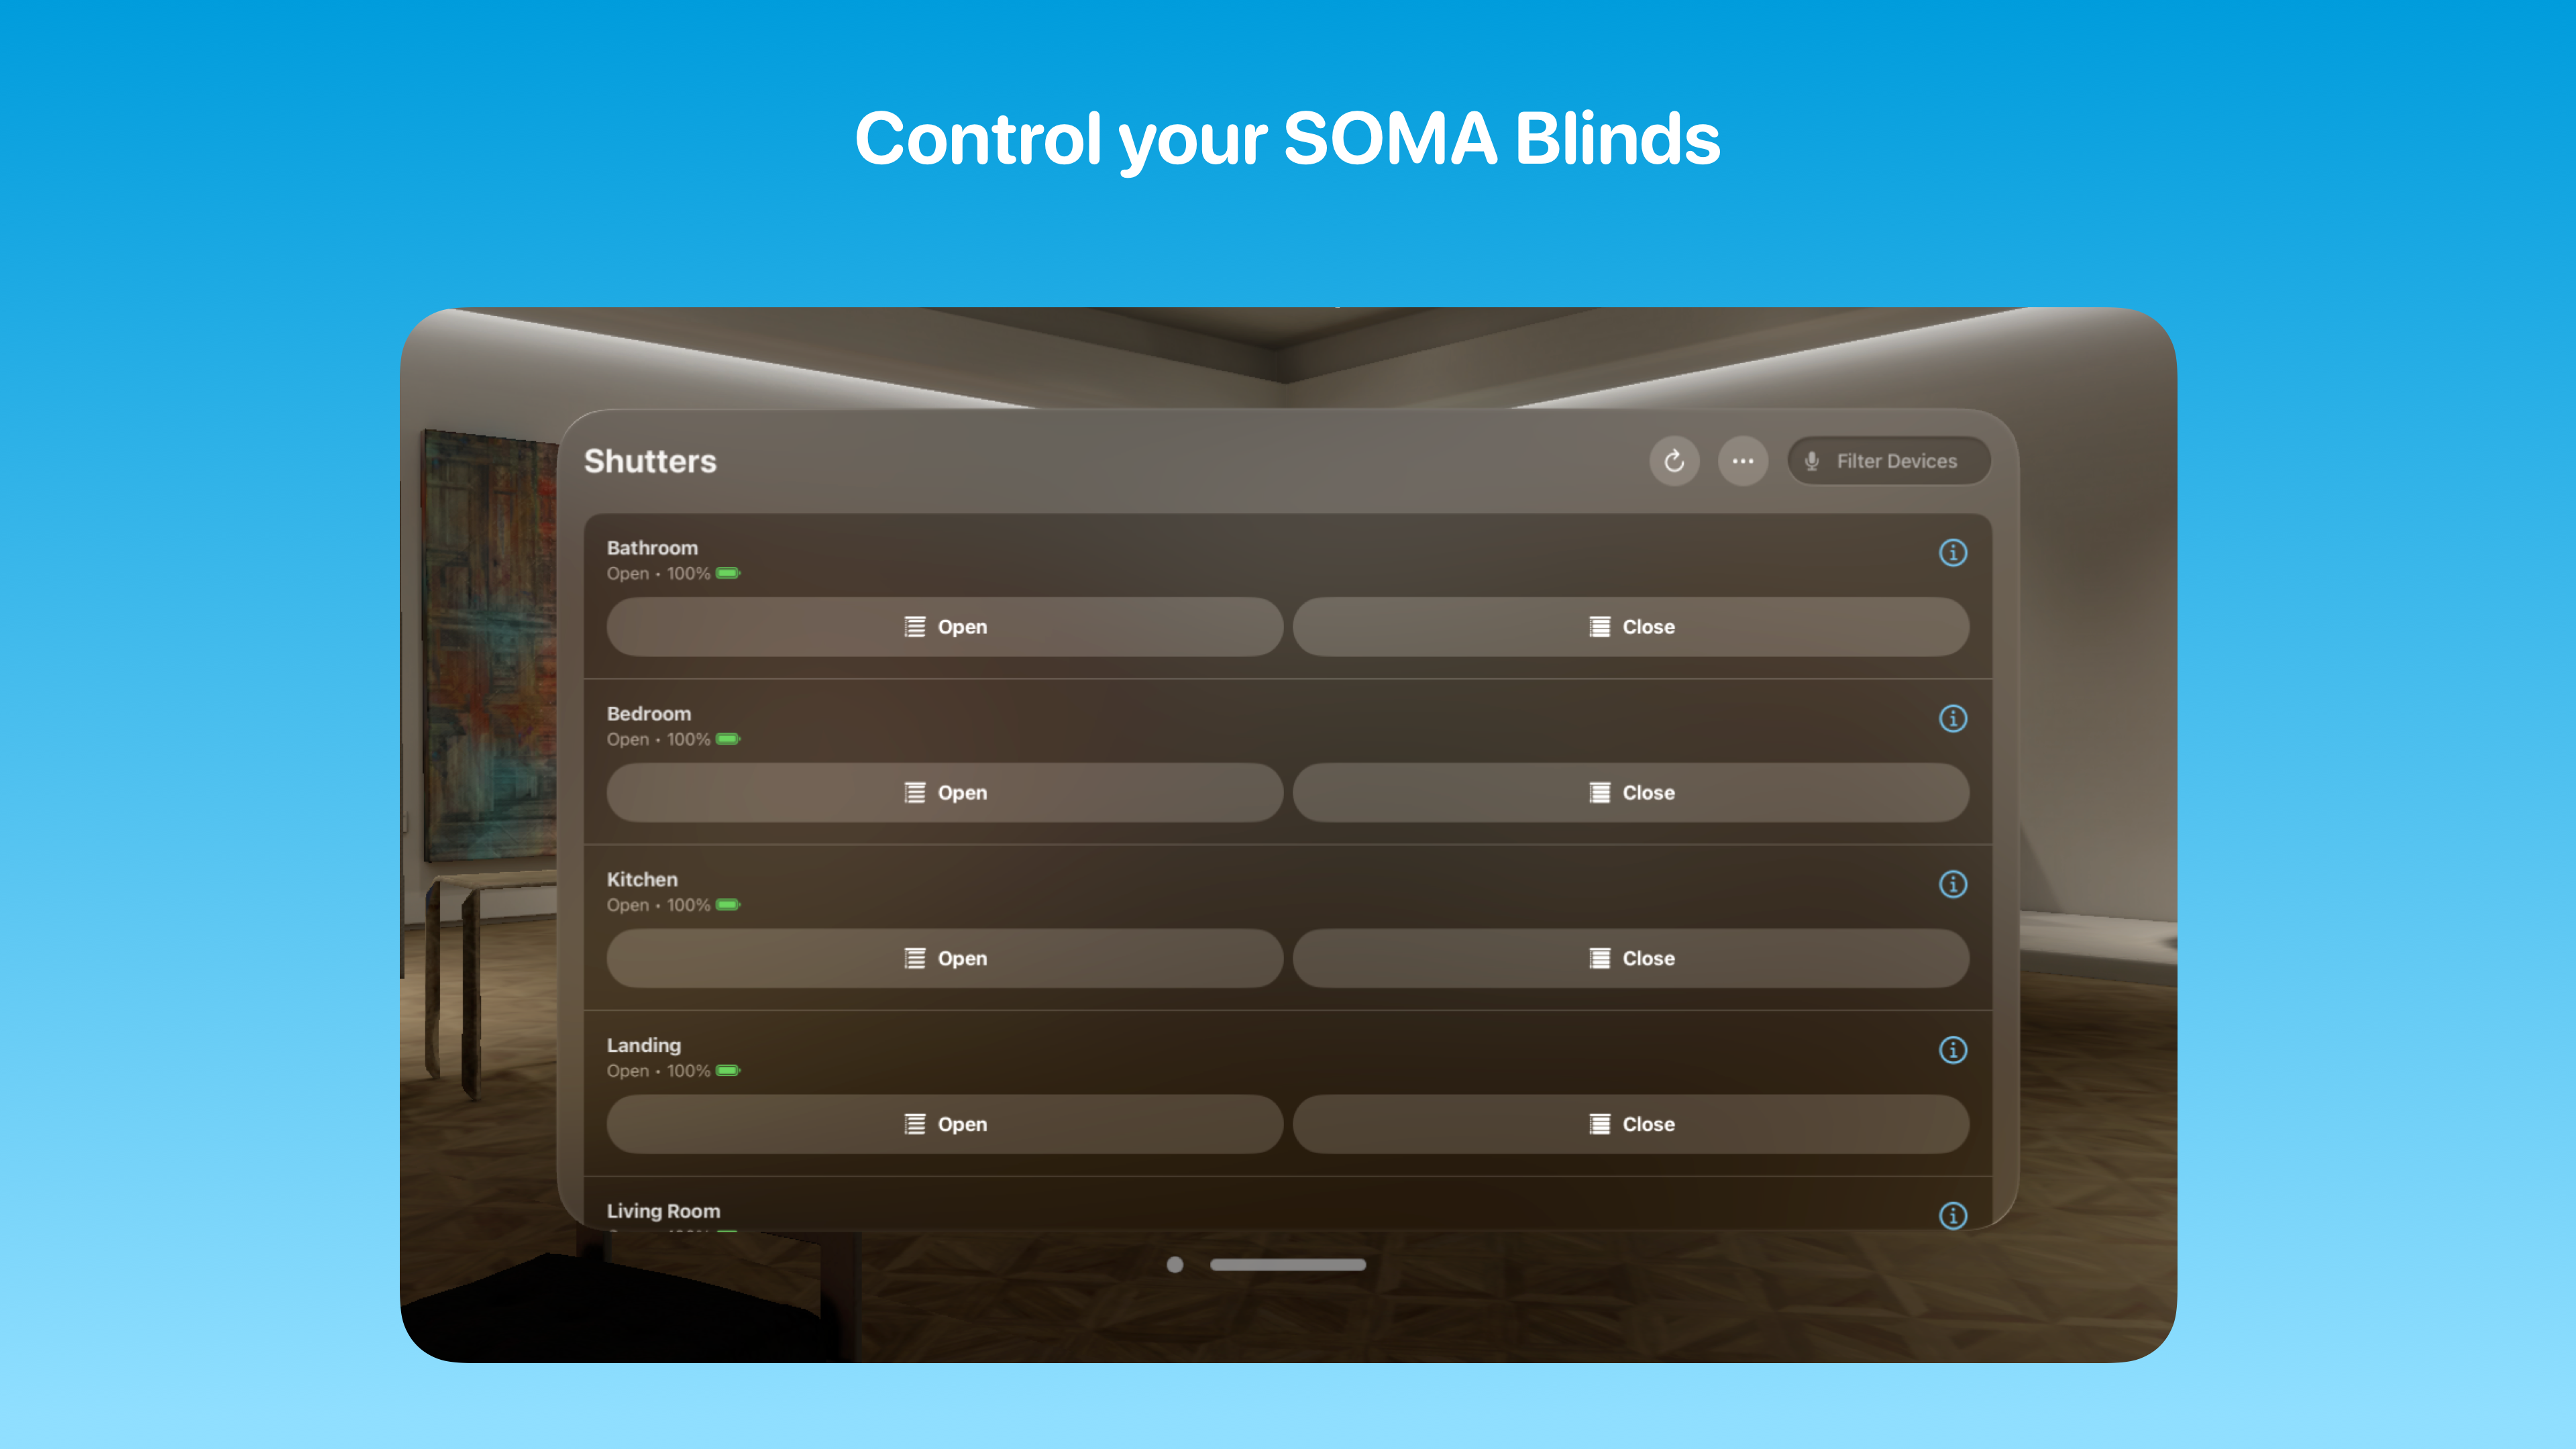 Control your SOMA Blinds
Shutters
Filter Devices
Bathroom
Open • 100%
Open
Close
Bedroom
Open • 100%
Open
Close
Kitchen
Open • 100%
Open
Close
Landing
Open • 100%
Open
Close
Living Room